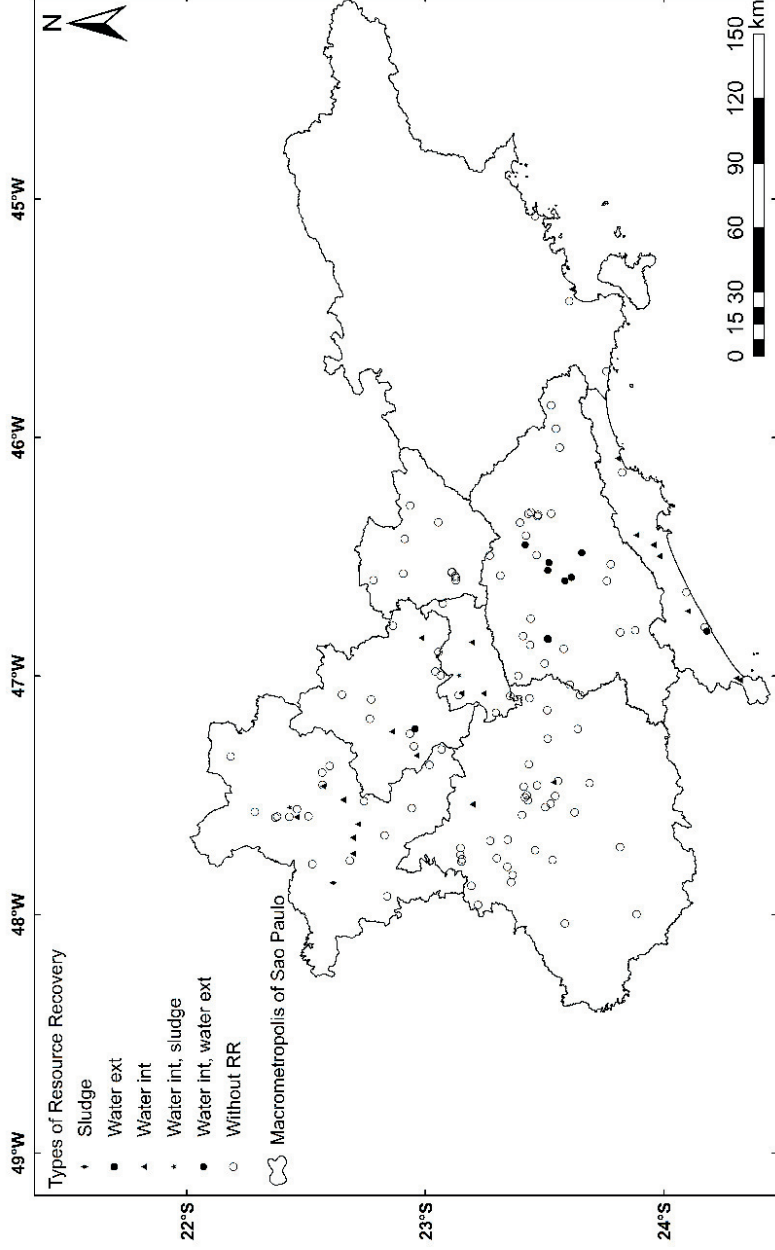 49°W
48°W
47°W
46°W
45°W
N
Types of Resource Recovery
Sludge
Water ext
Water int
Water int, sludge
Water int, water ext
Without RR
Macrometropolis of Sao Paulo
22°S
23°S
24°S
0 15 30 60 90 120 150
km